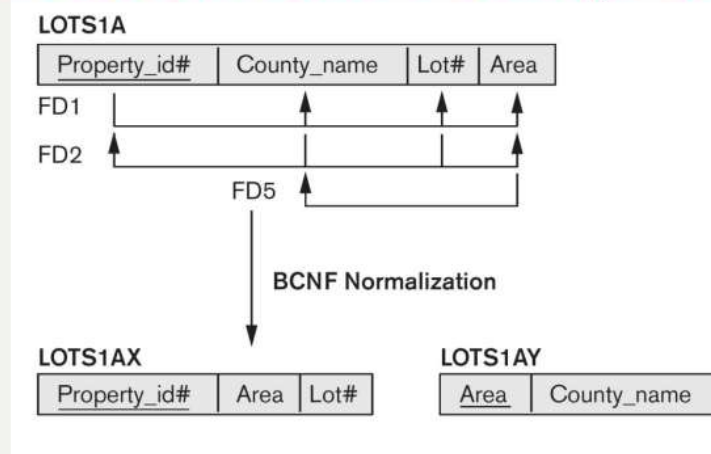 LOTS1A
Property_id# County_name Lot# Area
FD1
FD2
FD5
BCNF Normalization
LOTS1AX LOTS1AY
Property_id# Area Lot# Area County_name